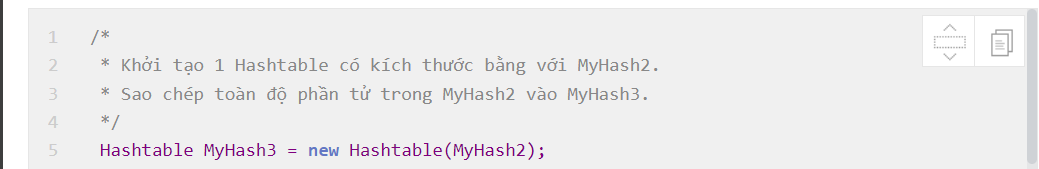 1 /*
2 * Khởi tạo 1 Hashtable có kích thước bằng với MyHash2.
3 * Sao chép toàn độ phần tử trong MyHash2 vào MyHash3.
4 */
5 Hashtable MyHash3 = new Hashtable(MyHash2);